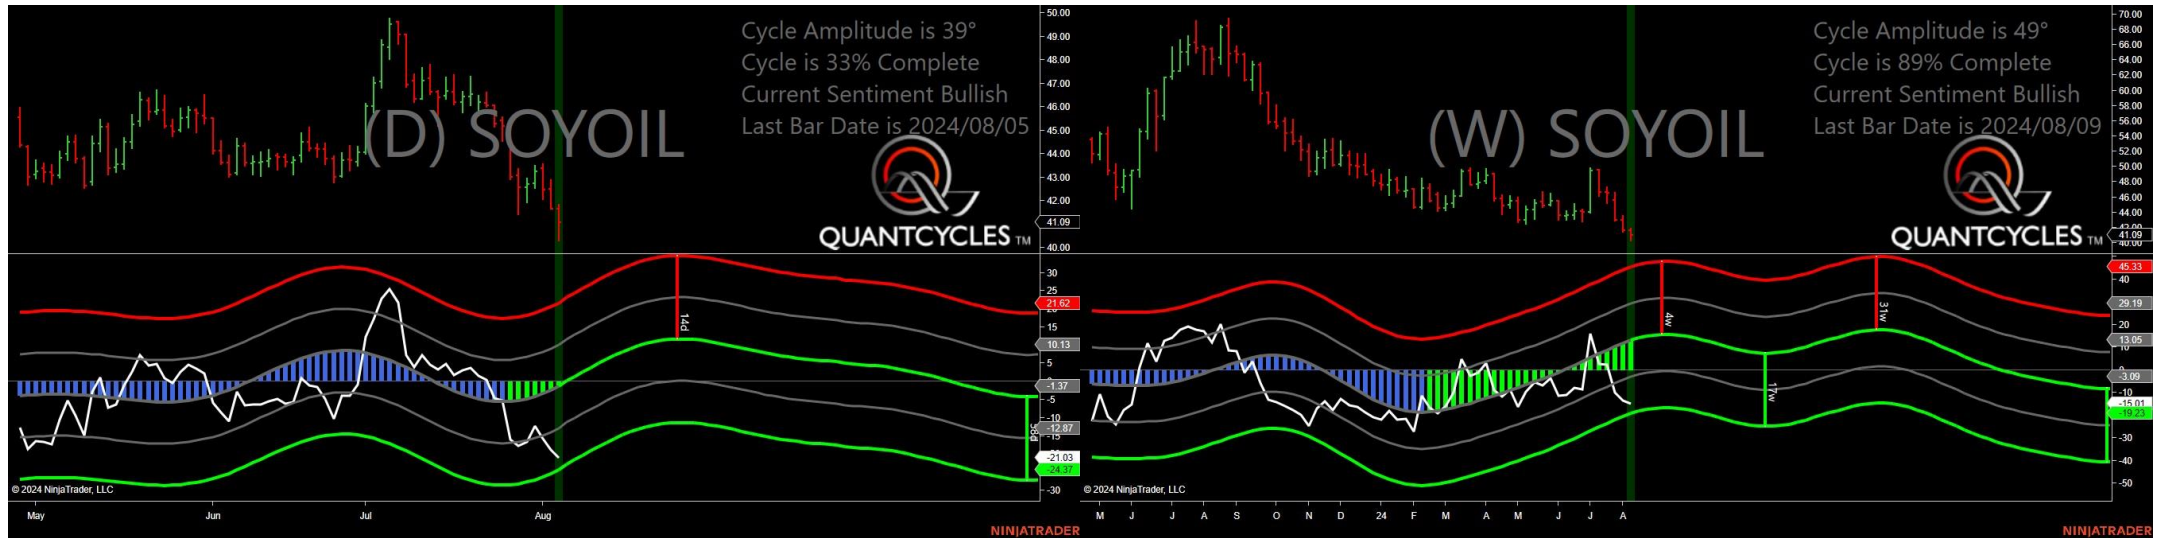 Cycle Amplitude is 39°
Cycle is 33% Complete
Current Sentiment Bullish
Last Bar Date is 2024/08/05
(D) SOYOIL
QUANTCYCLES TM
50.00
49.00
48.00
47.00
46.00
45.00
44.00
43.00
42.00
41.09
40.00
30
25
21.62
15
10.13
5
-1.37
-5
-10
-12.87
-15
-21.03
-24.37
-30
14d
58d
© 2024 NinjaTrader, LLC
May Jun Jul Aug
NINJATRADER
Cycle Amplitude is 49°
Cycle is 89% Complete
Current Sentiment Bullish
Last Bar Date is 2024/08/09
(W) SOYOIL
QUANTCYCLES TM
70.00
68.00
66.00
64.00
62.00
60.00
58.00
56.00
54.00
52.00
50.00
48.00
46.00
44.00
41.09
40.00
45.33
40
29.19
20
13.05
-3.09
-10
-15.01
-19.23
-30
-40
-50
4w
17w
31w
© 2024 NinjaTrader, LLC
M J J A S O N D 24 F M A M J J A
NINJATRADER